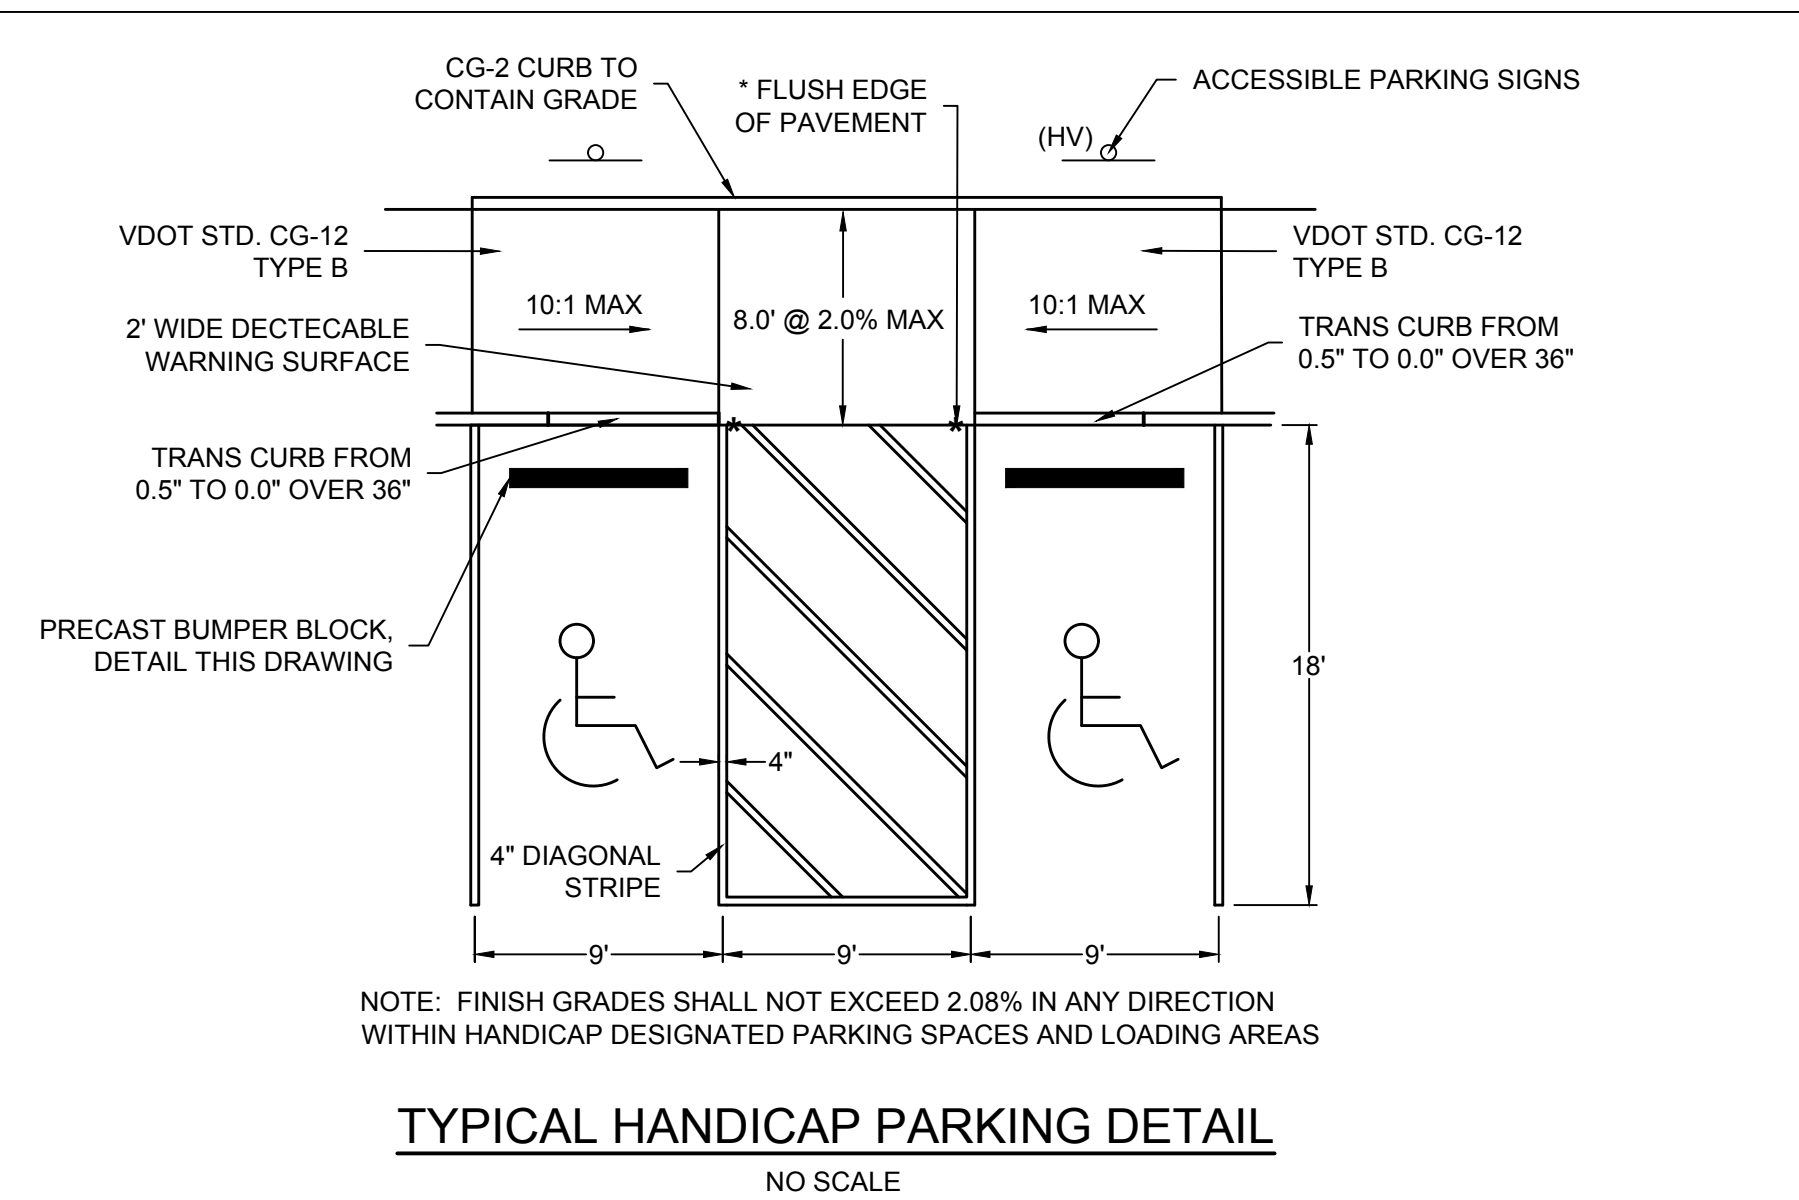 CG-2 CURB TO
CONTAIN GRADE
* FLUSH EDGE
OF PAVEMENT
ACCESSIBLE PARKING SIGNS
(HV)
VDOT STD. CG-12
TYPE B
VDOT STD. CG-12
TYPE B
10:1 MAX
8.0' @ 2.0% MAX
10:1 MAX
2' WIDE DECTECABLE
WARNING SURFACE
TRANS CURB FROM
0.5" TO 0.0" OVER 36"
*
*
TRANS CURB FROM
0.5" TO 0.0" OVER 36"
PRECAST BUMPER BLOCK,
DETAIL THIS DRAWING
18'
4"
4" DIAGONAL
STRIPE
9'
9'
9'
NOTE: FINISH GRADES SHALL NOT EXCEED 2.08% IN ANY DIRECTION
WITHIN HANDICAP DESIGNATED PARKING SPACES AND LOADING AREAS
TYPICAL HANDICAP PARKING DETAIL
NO SCALE